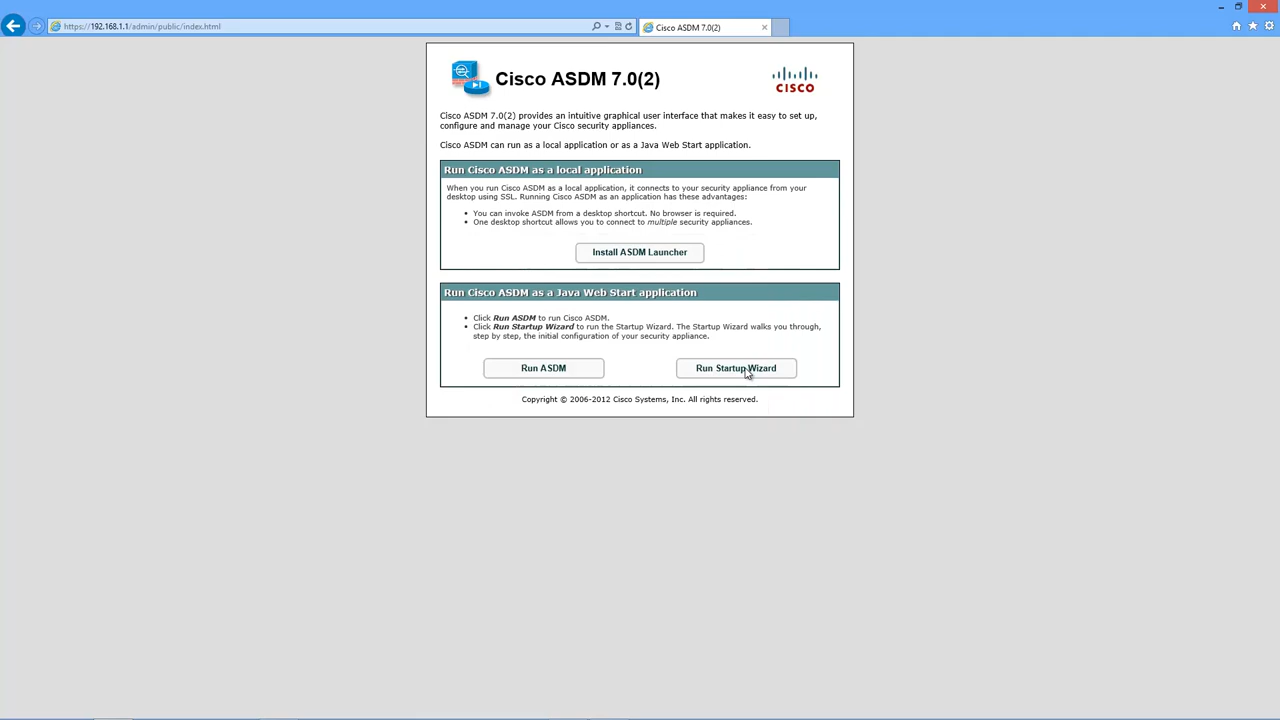 https://192.168.1.1/admin/public/index.html
Cisco ASDM 7.0(2)
Cisco ASDM 7.0(2)
CISCO
Cisco ASDM 7.0(2) provides an intuitive graphical user interface that makes it easy to set up,
configure and manage your Cisco security appliances.
Cisco ASDM can run as a local application or as a Java Web Start application.
Run Cisco ASDM as a local application
When you run Cisco ASDM as a local application, it connects to your security appliance from your
desktop using SSL. Running Cisco ASDM as an application has these advantages:
• You can invoke ASDM from a desktop shortcut. No browser is required.
• One desktop shortcut allows you to connect to multiple security appliances.
Install ASDM Launcher
Run Cisco ASDM as a Java Web Start application
• Click Run ASDM to run Cisco ASDM.
• Click Run Startup Wizard to run the Startup Wizard. The Startup Wizard walks you through,
step by step, the initial configuration of your security appliance.
Run ASDM
Run Startup Wizard
Copyright © 2006-2012 Cisco Systems, Inc. All rights reserved.